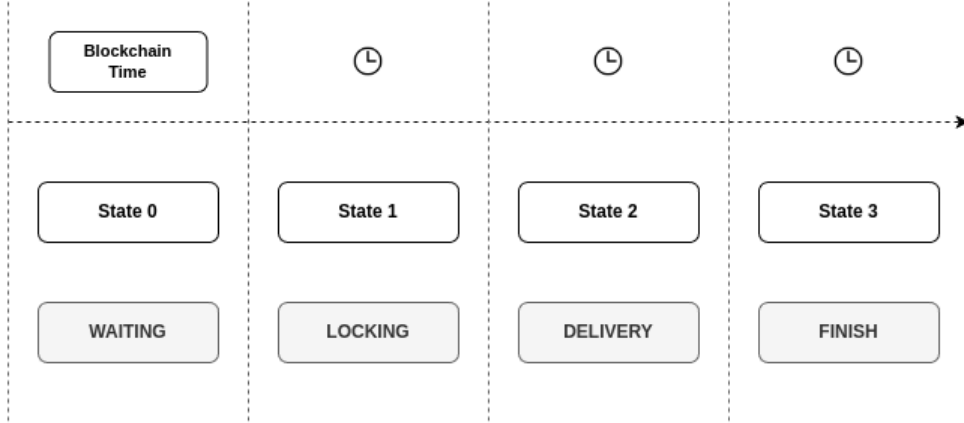 Blockchain
Time
State 0
State 1
State 2
State 3
WAITING
LOCKING
DELIVERY
FINISH